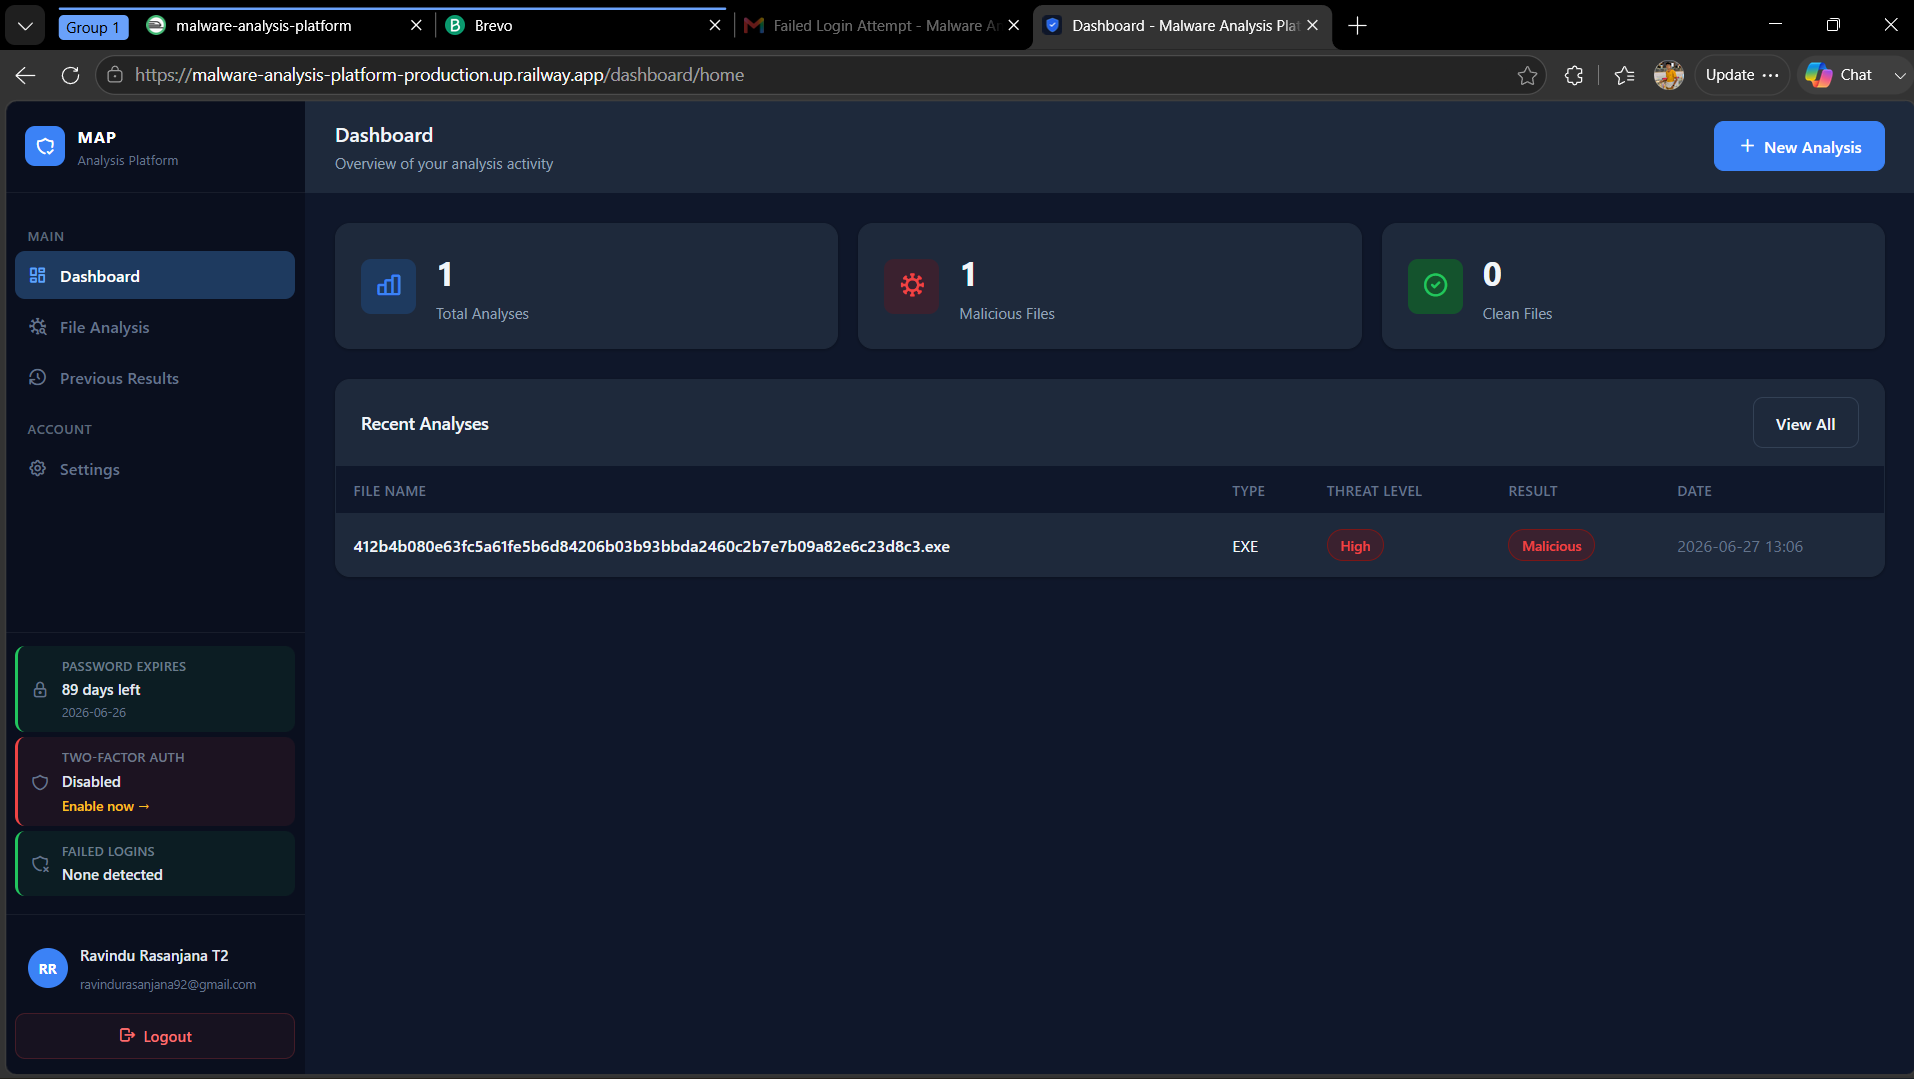 Group 1
malware-analysis-platform
Brevo
Failed Login Attempt - Malware A
Dashboard - Malware Analysis Plat
https://malware-analysis-platform-production.up.railway.app/dashboard/home
Update
Chat
MAP
Analysis Platform
Dashboard
Overview of your analysis activity
New Analysis
MAIN
Dashboard
File Analysis
Previous Results
ACCOUNT
Settings
1
Total Analyses
1
Malicious Files
0
Clean Files
Recent Analyses
View All
FILE NAME TYPE THREAT LEVEL RESULT DATE
412b4b080e63fc5a61fe5b6d84206b03b93bbda2460c2b7e7b09a82e6c23d8c3.exe EXE High Malicious 2026-06-27 13:06
PASSWORD EXPIRES
89 days left
2026-06-26
TWO-FACTOR AUTH
Disabled
Enable now →
FAILED LOGINS
None detected
RR
Ravindu Rasanjana T2
ravindurasanjana92@gmail.com
Logout